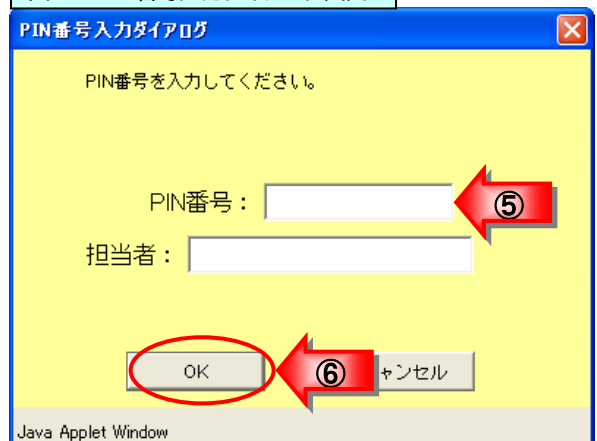 PIN番号入力ダイアログ
PIN番号を入力してください。
PIN番号：
⑤
担当者：
OK
⑥
ャンセル
Java Applet Window